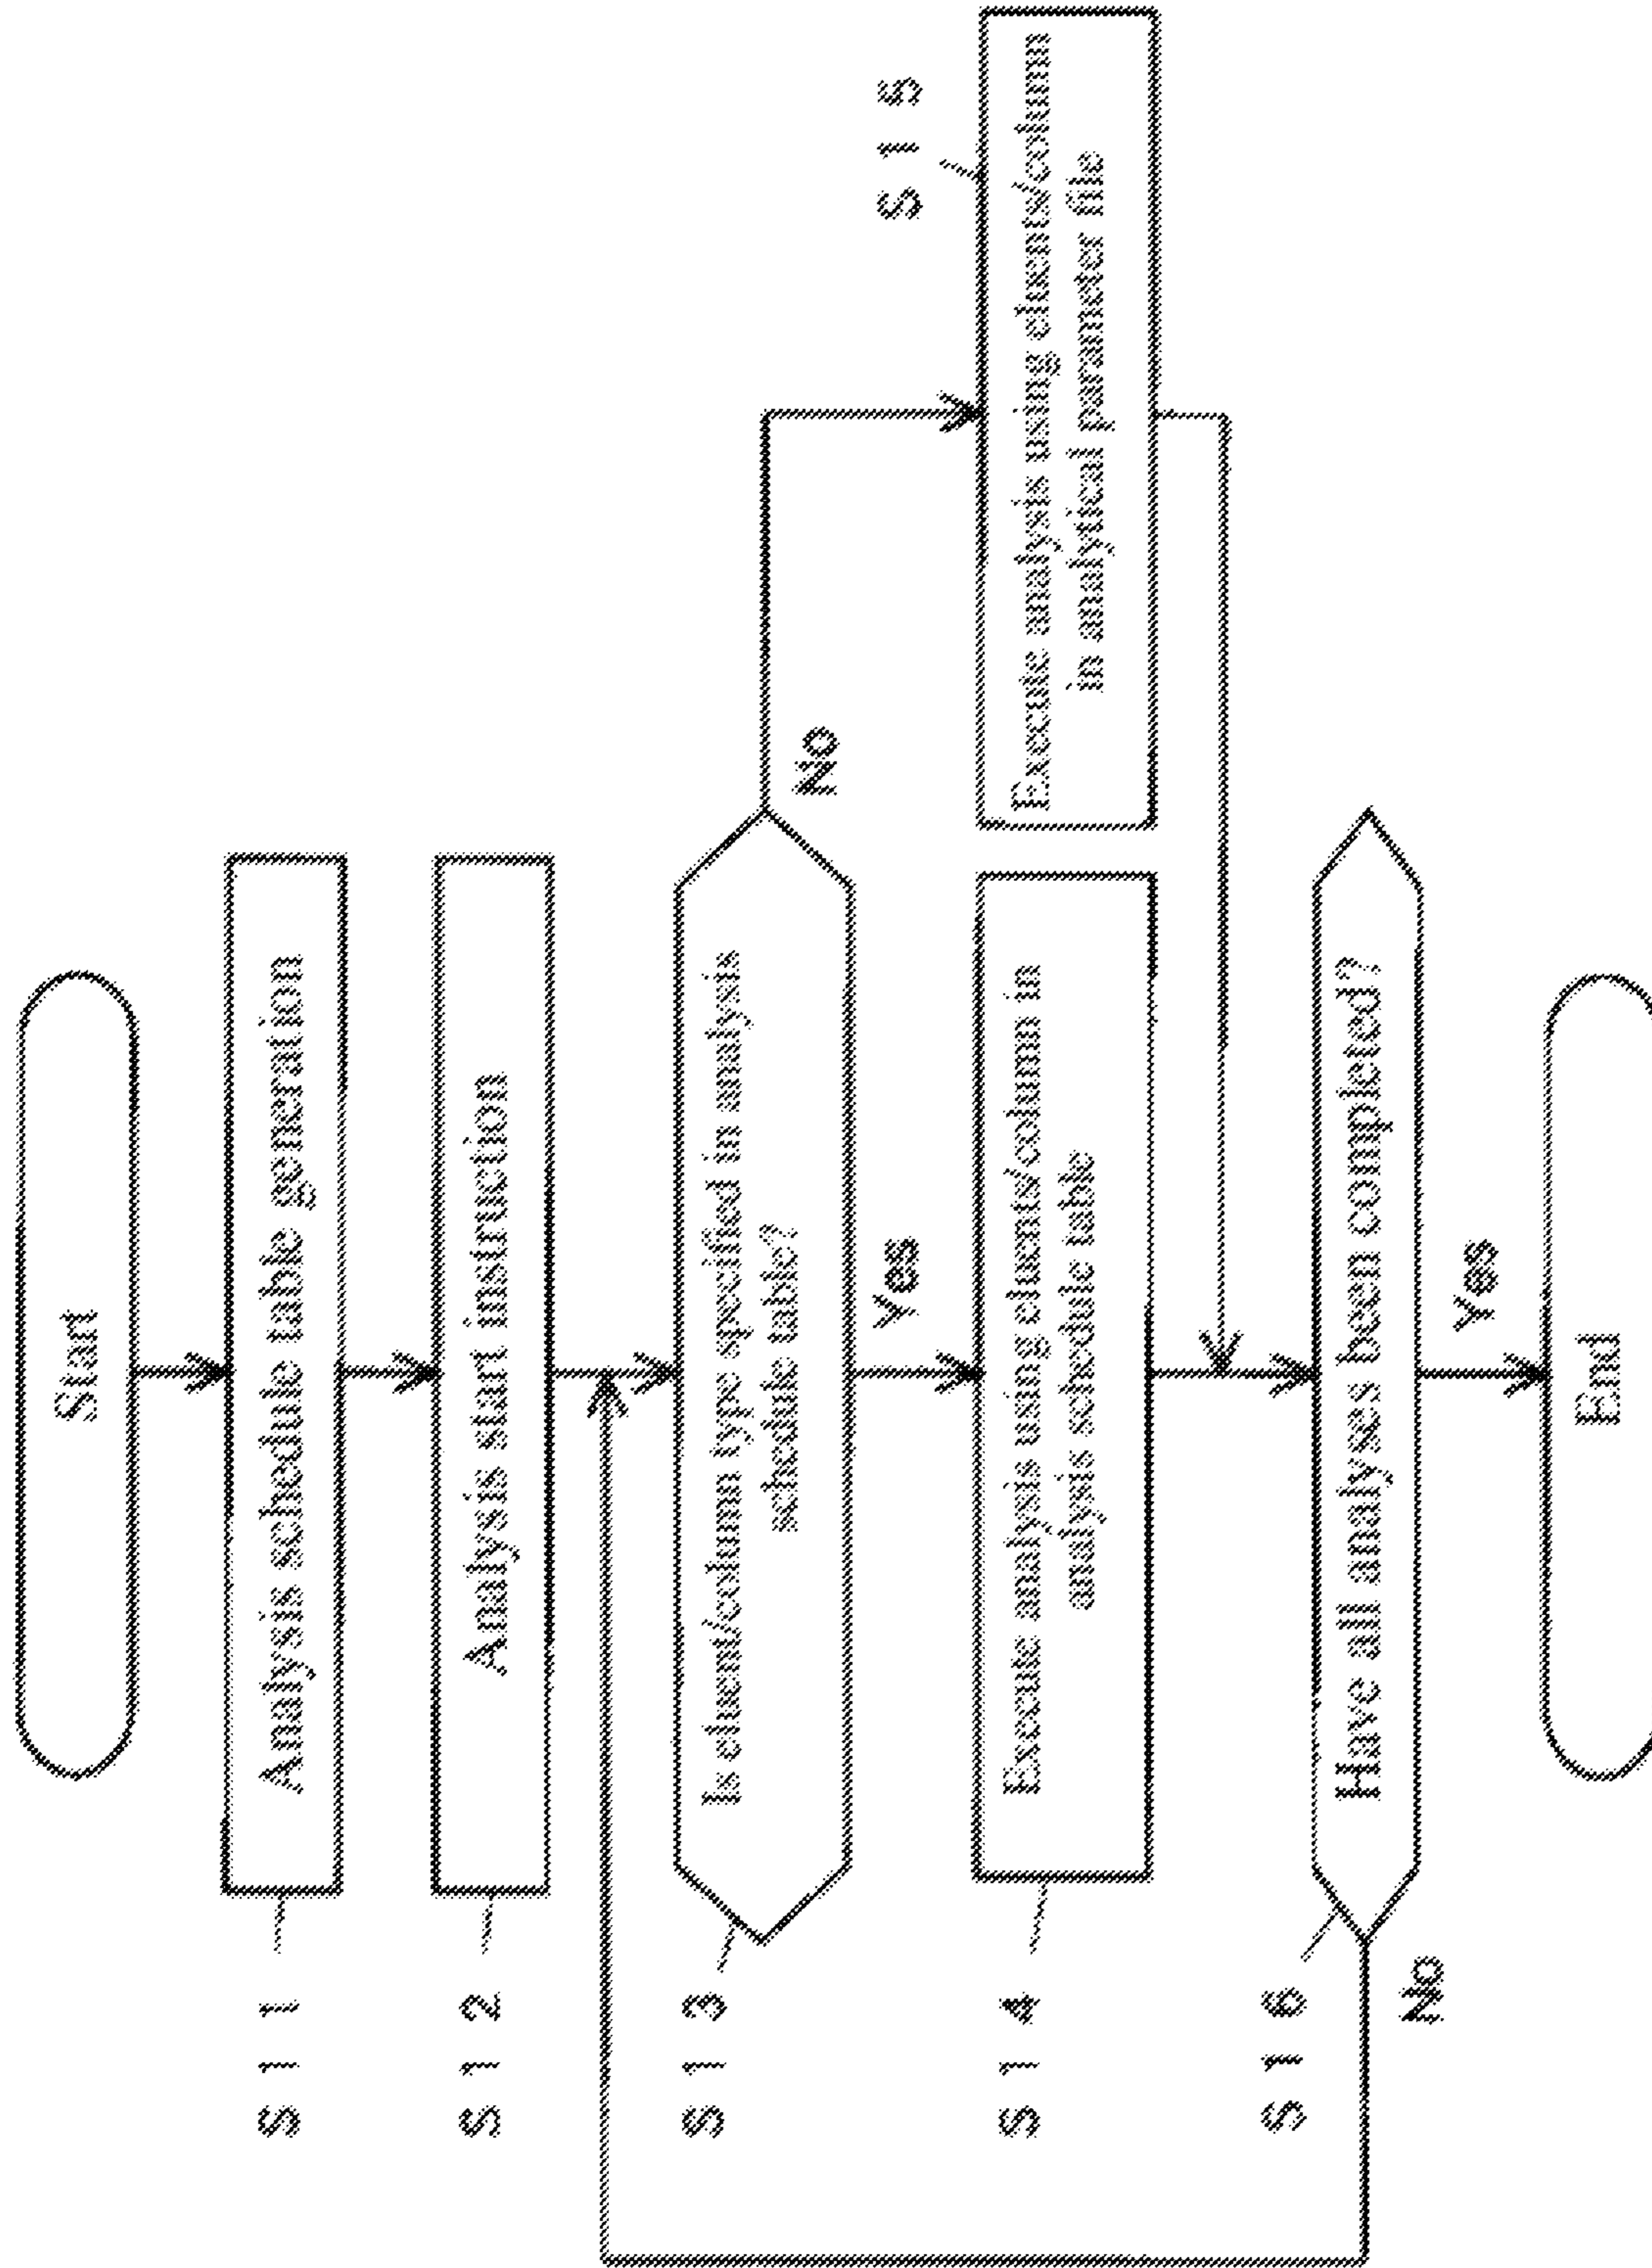 Start
S11
Analysis schedule table generation
S12
Analysis start instruction
S13
Is eluent/column type specified in analysis
schedule table?
No
Yes
S14
Execute analysis using eluents/column in
analysis schedule table
S15
Execute analysis using eluents/column
in analytical parameter file
S16
Have all analyses been completed?
No
Yes
End